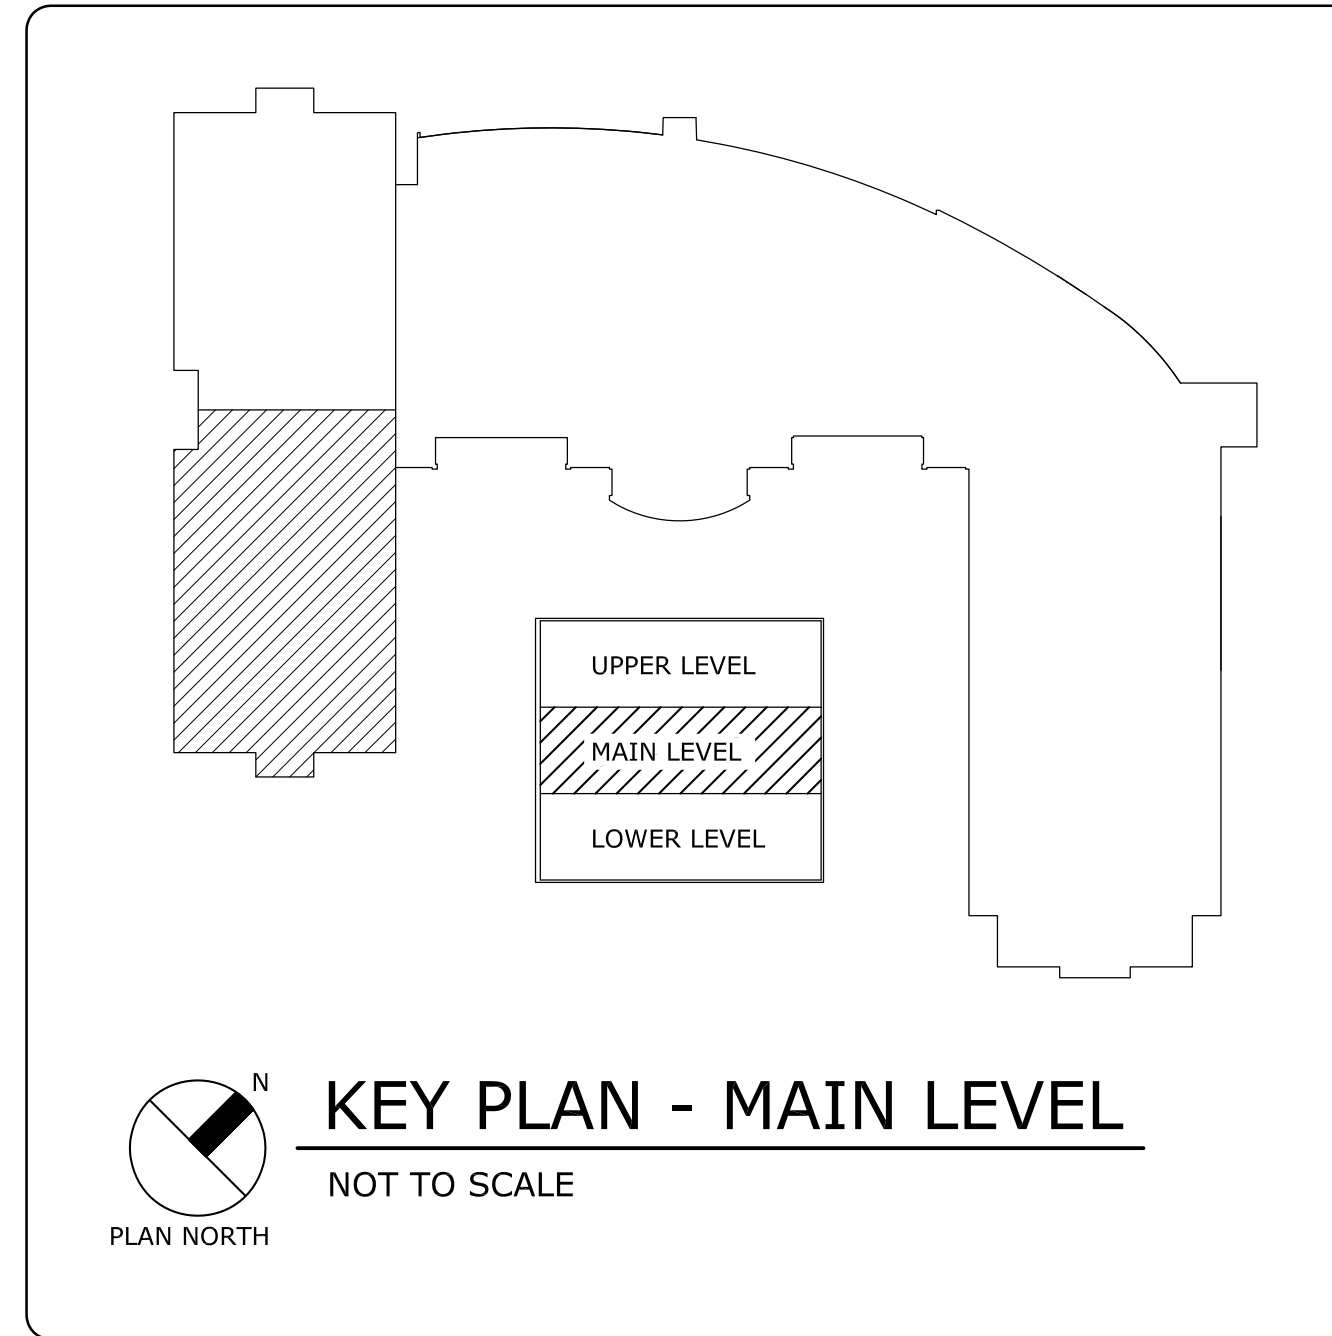 UPPER LEVEL
MAIN LEVEL
LOWER LEVEL
N
KEY PLAN - MAIN LEVEL
NOT TO SCALE
PLAN NORTH